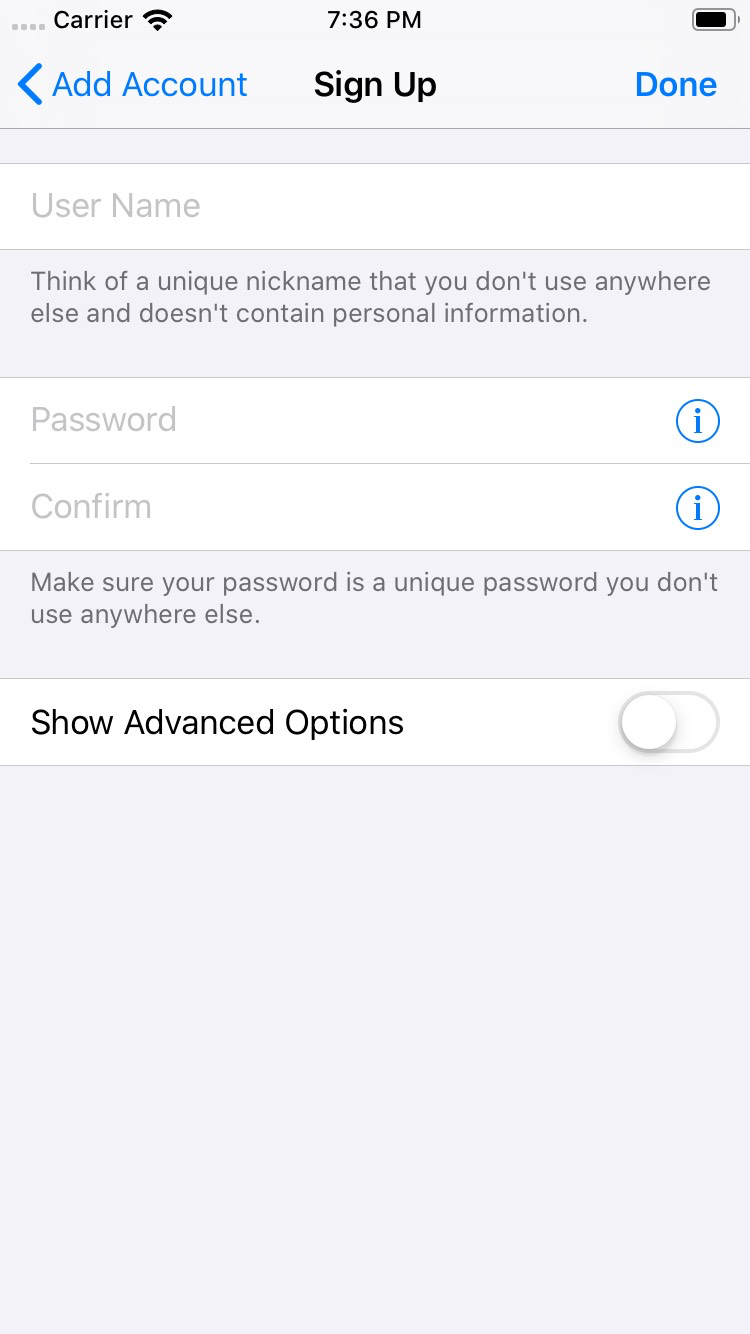 Carrier 7:36 PM
Add Account Sign Up Done
User Name
Think of a unique nickname that you don't use anywhere
else and doesn't contain personal information.
Password
Confirm
Make sure your password is a unique password you don't
use anywhere else.
Show Advanced Options